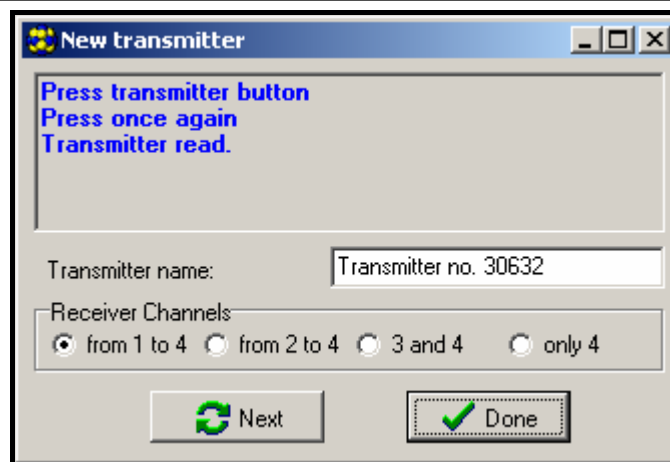 New transmitter
Press transmitter button
Press once again
Transmitter read.
Transmitter name: Transmitter no. 30632
Receiver Channels
from 1 to 4 from 2 to 4 3 and 4 only 4
Next Done